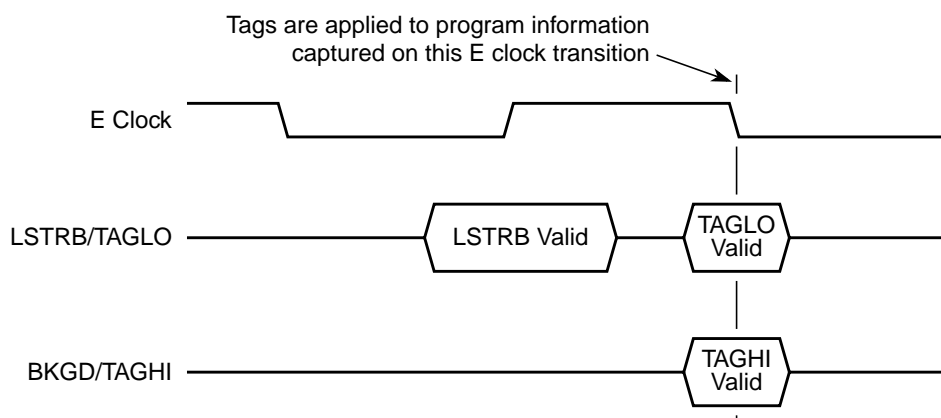 Tags are applied to program information
captured on this E clock transition
E Clock
LSTRB/TAGLO
LSTRB Valid
TAGLO
Valid
BKGD/TAGHI
TAGHI
Valid